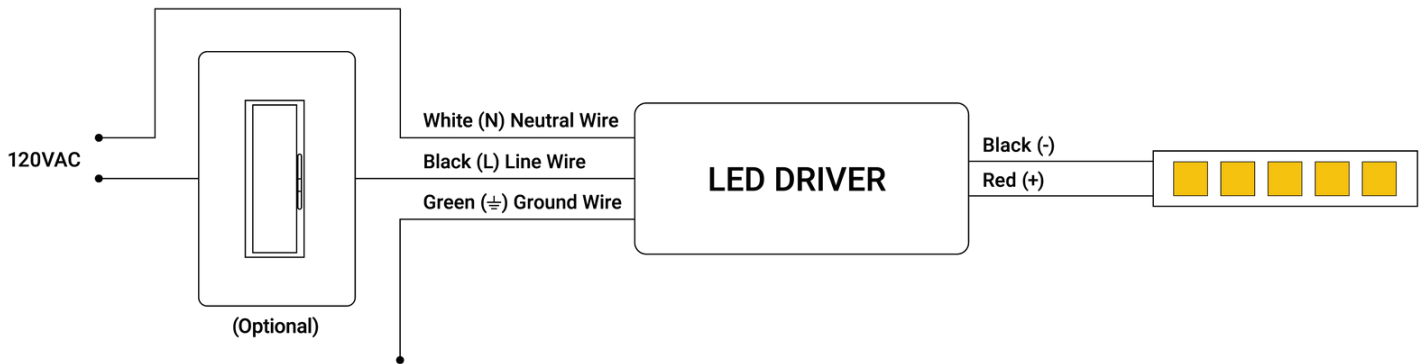 120VAC
(Optional)
White (N) Neutral Wire
Black (L) Line Wire
Green (⏚) Ground Wire
LED DRIVER
Black (-)
Red (+)